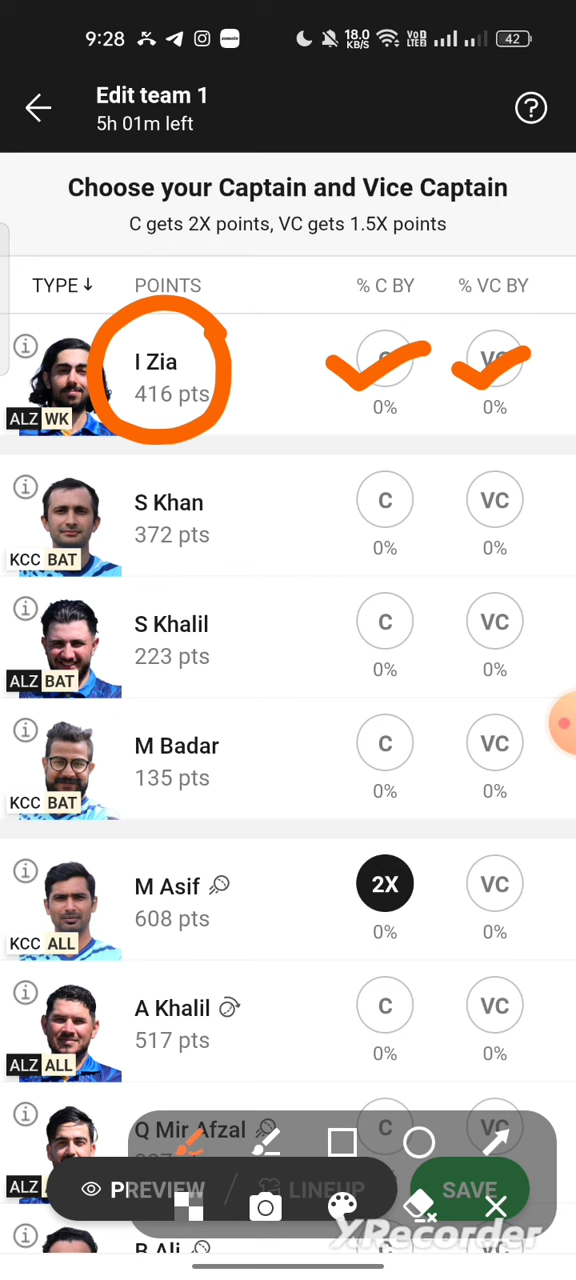 9:28
18.0 KB/S
VoD LTE2
42
Edit team 1
5h 01m left
Choose your Captain and Vice Captain
C gets 2X points, VC gets 1.5X points
TYPE↓ POINTS % C BY % VC BY
I Zia
416 pts
ALZ WK
0% 0%
S Khan C VC
372 pts
KCC BAT
0% 0%
S Khalil C VC
223 pts
ALZ BAT
0% 0%
M Badar C VC
135 pts
KCC BAT
0% 0%
M Asif 2X VC
608 pts
KCC ALL
0% 0%
A Khalil C VC
517 pts
ALZ ALL
0% 0%
Q Mir Afzal C VC
ALZ
PREVIEW / LINEUP SAVE
B Ali
XRecorder